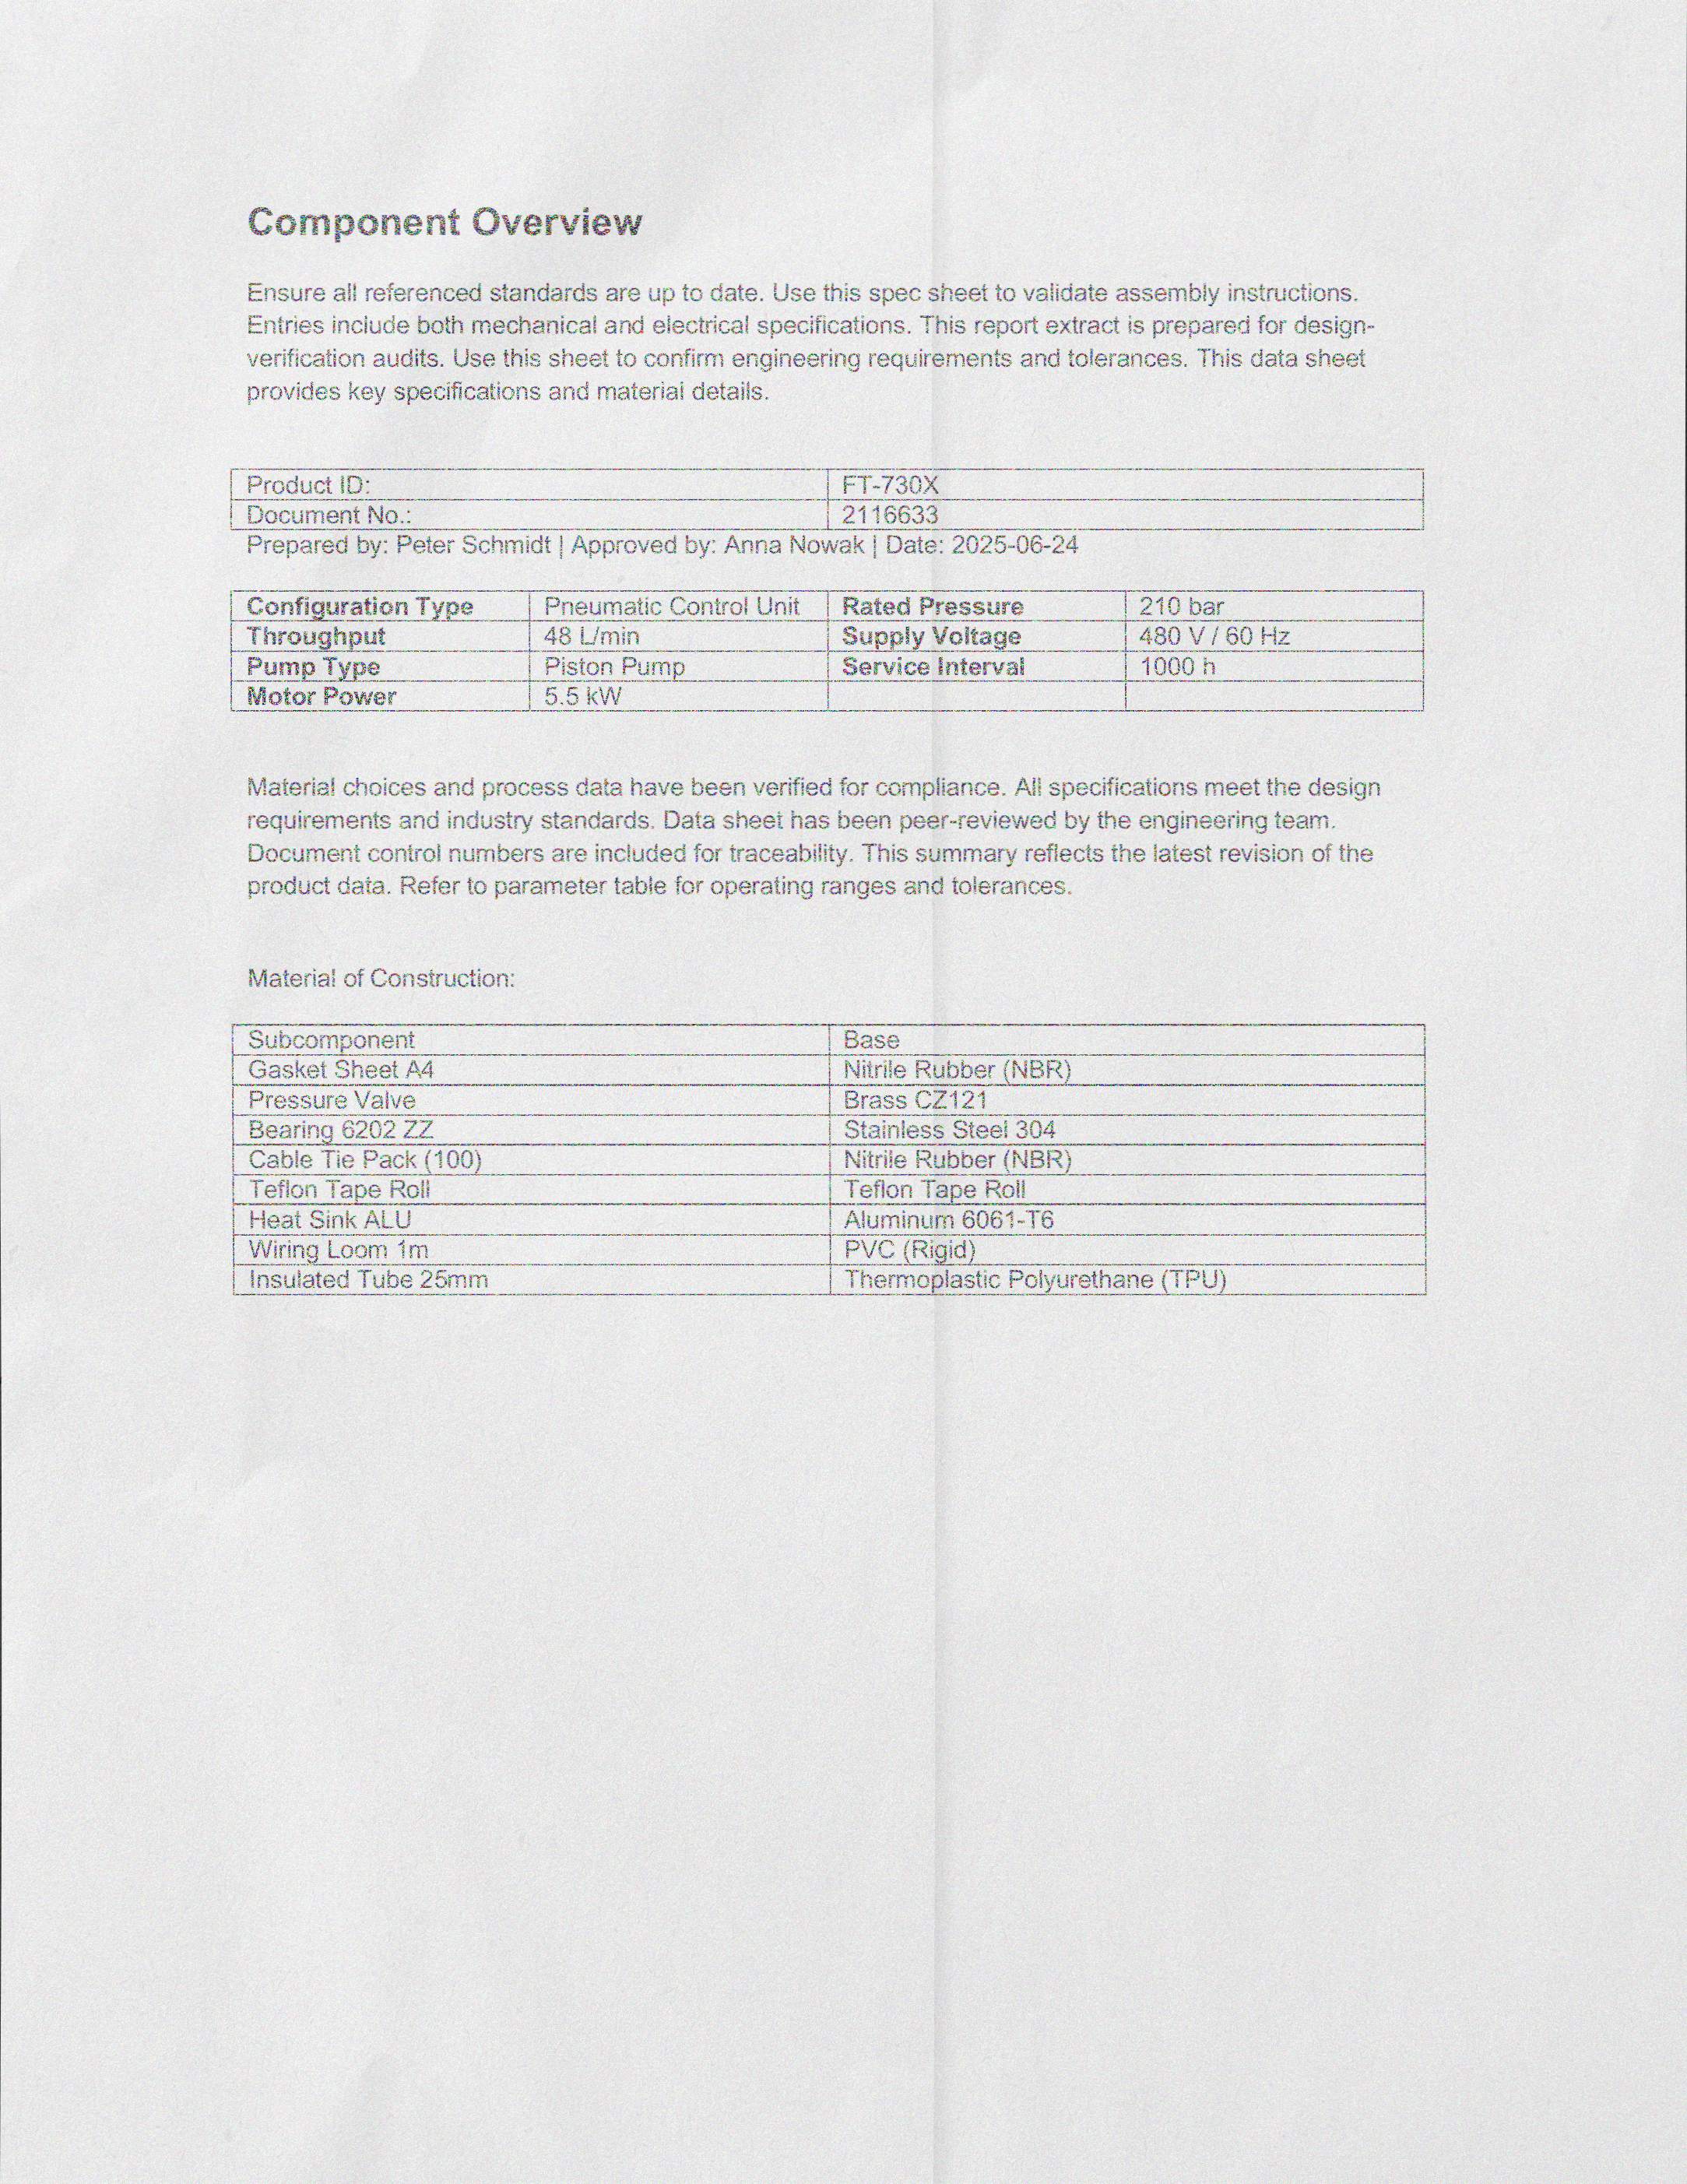 Component Overview
Ensure all referenced standards are up to date. Use this spec sheet to validate assembly instructions.
Entries include both mechanical and electrical specifications. This report extract is prepared for design-
verification audits. Use this sheet to confirm engineering requirements and tolerances. This data sheet
provides key specifications and material details.
Product ID: FT-730X
Document No.: 2116633
Prepared by: Peter Schmidt | Approved by: Anna Nowak | Date: 2025-06-24
Configuration Type Pneumatic Control Unit Rated Pressure 210 bar
Throughput 48 L/min Supply Voltage 480 V / 60 Hz
Pump Type Piston Pump Service Interval 1000 h
Motor Power 5.5 kW
Material choices and process data have been verified for compliance. All specifications meet the design
requirements and industry standards. Data sheet has been peer-reviewed by the engineering team.
Document control numbers are included for traceability. This summary reflects the latest revision of the
product data. Refer to parameter table for operating ranges and tolerances.
Material of Construction:
Subcomponent Base
Gasket Sheet A4 Nitrile Rubber (NBR)
Pressure Valve Brass CZ121
Bearing 6202 ZZ Stainless Steel 304
Cable Tie Pack (100) Nitrile Rubber (NBR)
Teflon Tape Roll Teflon Tape Roll
Heat Sink ALU Aluminum 6061-T6
Wiring Loom 1m PVC (Rigid)
Insulated Tube 25mm Thermoplastic Polyurethane (TPU)